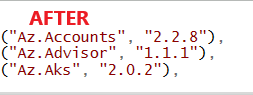 AFTER
("Az.Accounts", "2.2.8"),
("Az.Advisor", "1.1.1"),
("Az.Aks", "2.0.2"),